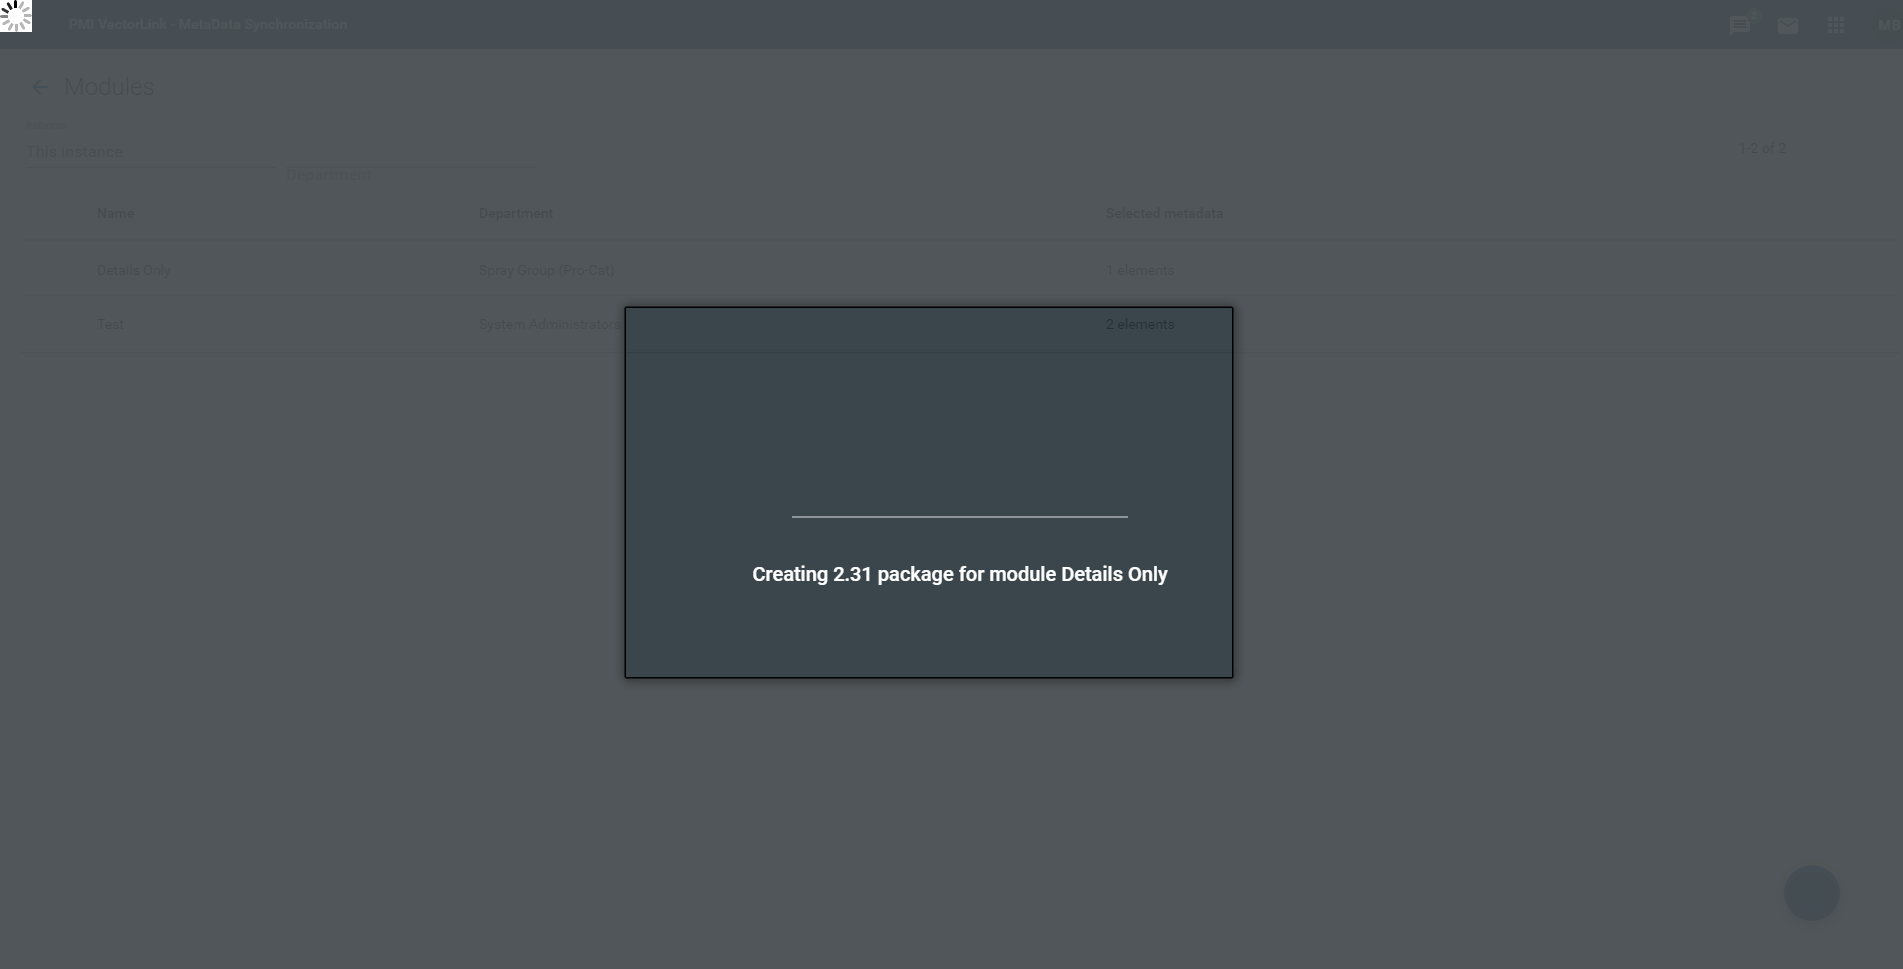 PMI VectorLink - MetaData Synchronization
MB
Modules
This instance
Department
1-2 of 2
Name Department Selected metadata
Details Only Spray Group (Pro-Cat) 1 elements
Test System Administrators 2 elements
Creating 2.31 package for module Details Only